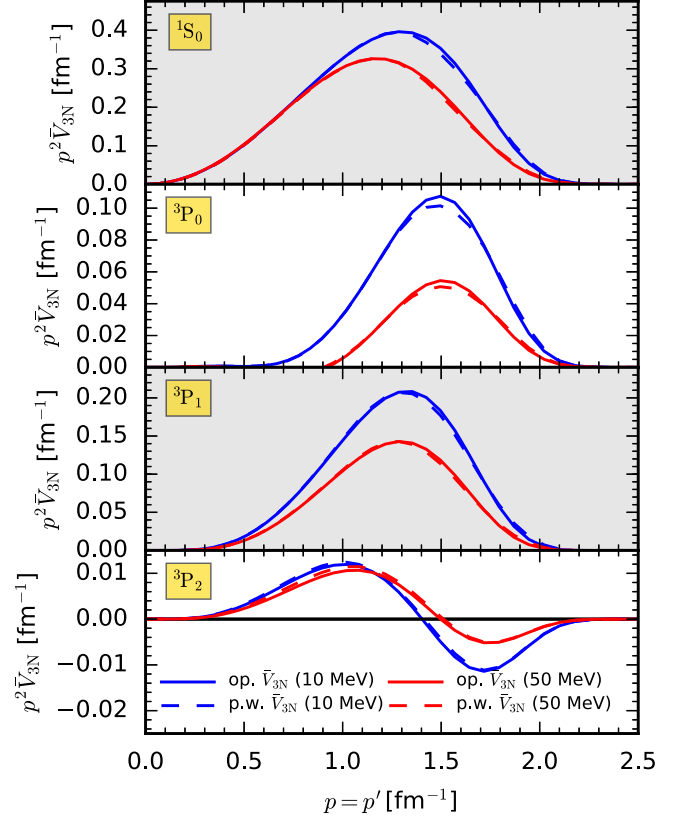 ¹S₀
p²V̄₃N [fm⁻¹]
0.4
0.3
0.2
0.1
0.0
³P₀
p²V̄₃N [fm⁻¹]
0.10
0.08
0.06
0.04
0.02
0.00
³P₁
p²V̄₃N [fm⁻¹]
0.20
0.15
0.10
0.05
0.00
³P₂
p²V̄₃N [fm⁻¹]
0.01
0.00
−0.01
−0.02
op. V̄₃N (10 MeV)
p.w. V̄₃N (10 MeV)
op. V̄₃N (50 MeV)
p.w. V̄₃N (50 MeV)
0.0 0.5 1.0 1.5 2.0 2.5
p = p′ [fm⁻¹]